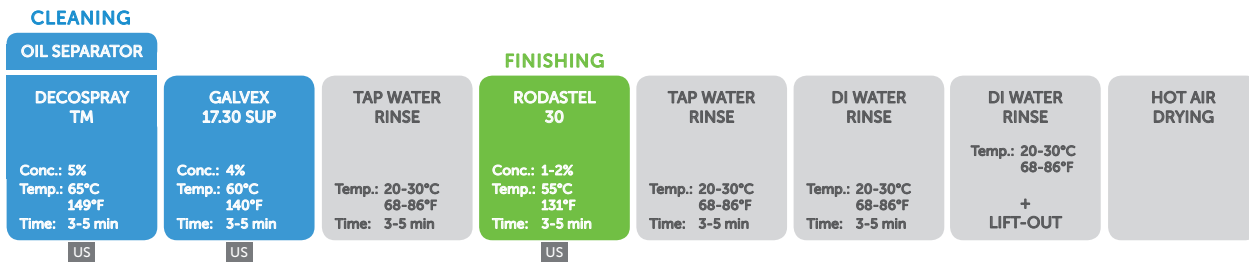 CLEANING
OIL SEPARATOR
DECOSPRAY
TM
Conc.: 5%
Temp.: 65°C
149°F
Time: 3-5 min
US
GALVEX
17.30 SUP
Conc.: 4%
Temp.: 60°C
140°F
Time: 3-5 min
US
TAP WATER
RINSE
Temp.: 20-30°C
68-86°F
Time: 3-5 min
FINISHING
RODASTEL
30
Conc.: 1-2%
Temp.: 55°C
131°F
Time: 3-5 min
US
TAP WATER
RINSE
Temp.: 20-30°C
68-86°F
Time: 3-5 min
DI WATER
RINSE
Temp.: 20-30°C
68-86°F
Time: 3-5 min
DI WATER
RINSE
Temp.: 20-30°C
68-86°F
+
LIFT-OUT
HOT AIR
DRYING